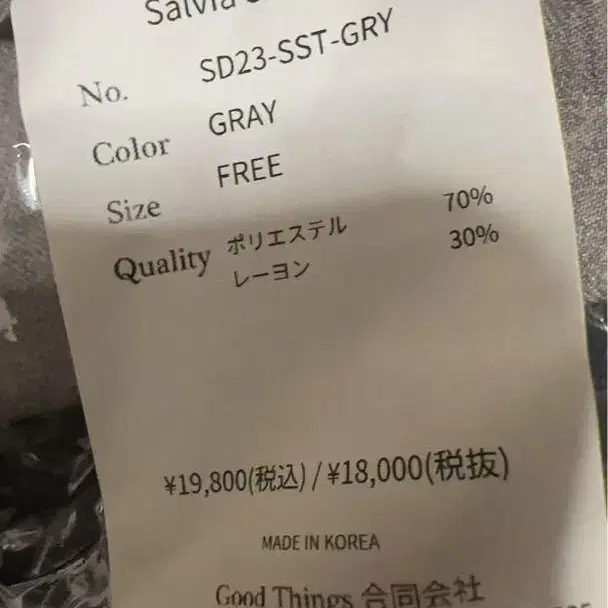 Salvia
No. SD23-SST-GRY
Color GRAY
Size FREE
Quality ポリエステル 70%
レーヨン 30%
¥19,800(税込) / ¥18,000(税抜)
MADE IN KOREA
Good Things 合同会社